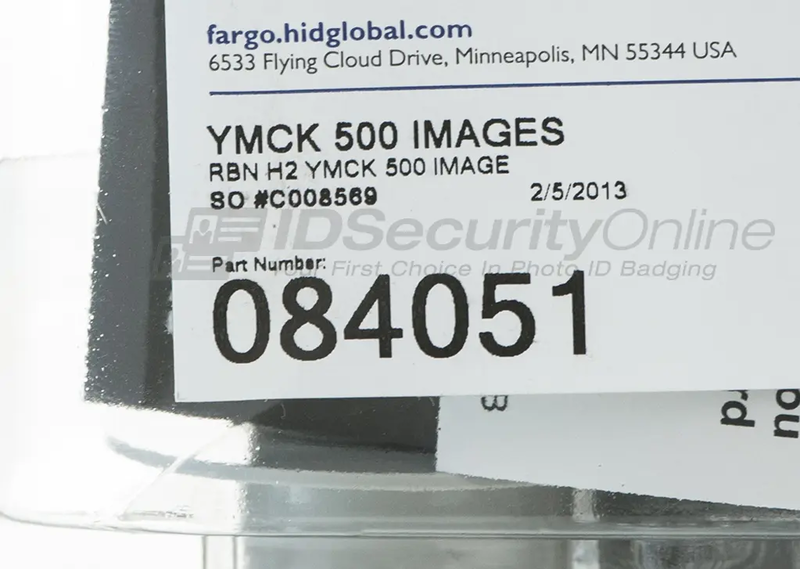 fargo.hidglobal.com
6533 Flying Cloud Drive, Minneapolis, MN 55344 USA
YMCK 500 IMAGES
RBN H2 YMCK 500 IMAGE
SO #C008569 2/5/2013
IDSecurityOnline
Your First Choice In Photo ID Badging
Part Number:
084051